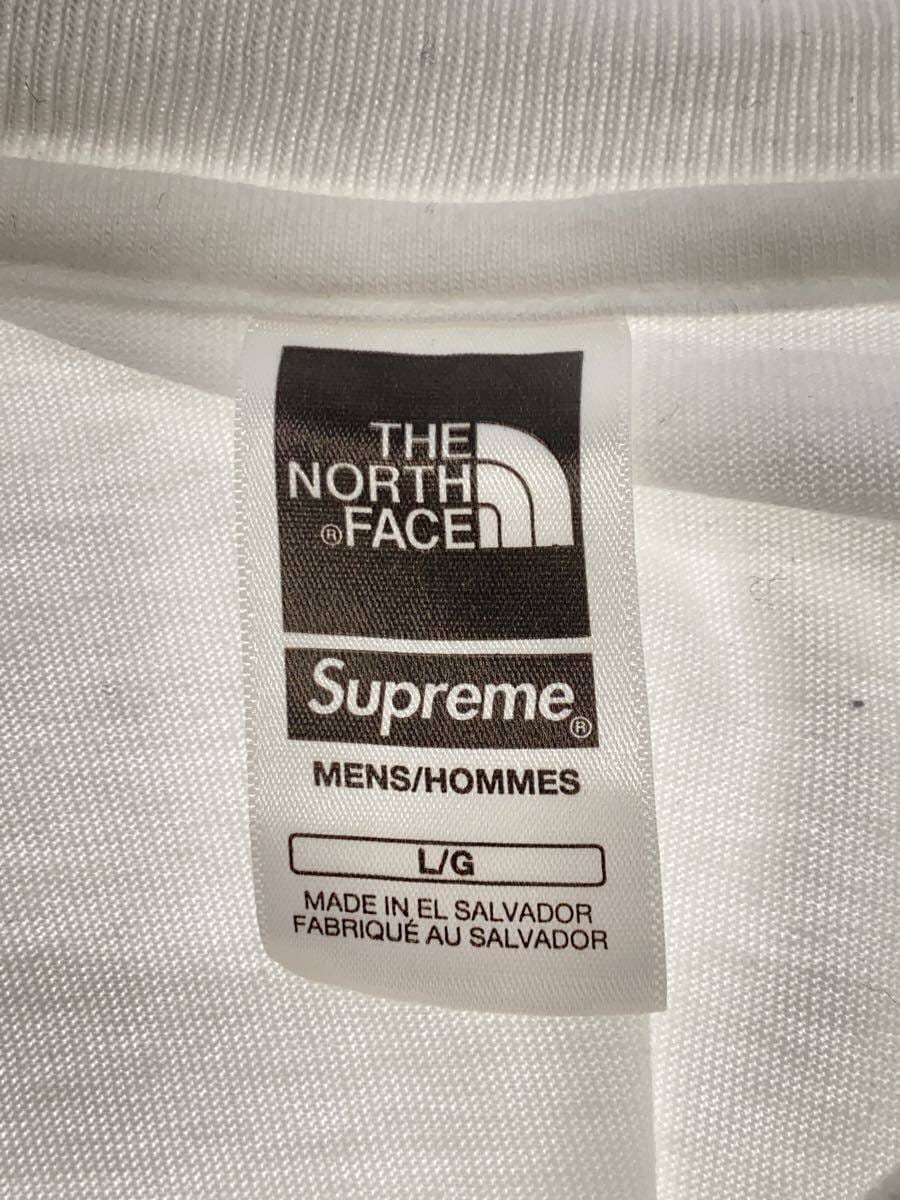 THE
NORTH
®FACE
Supreme®
MENS/HOMMES
L/G
MADE IN EL SALVADOR
FABRIQUÉ AU SALVADOR